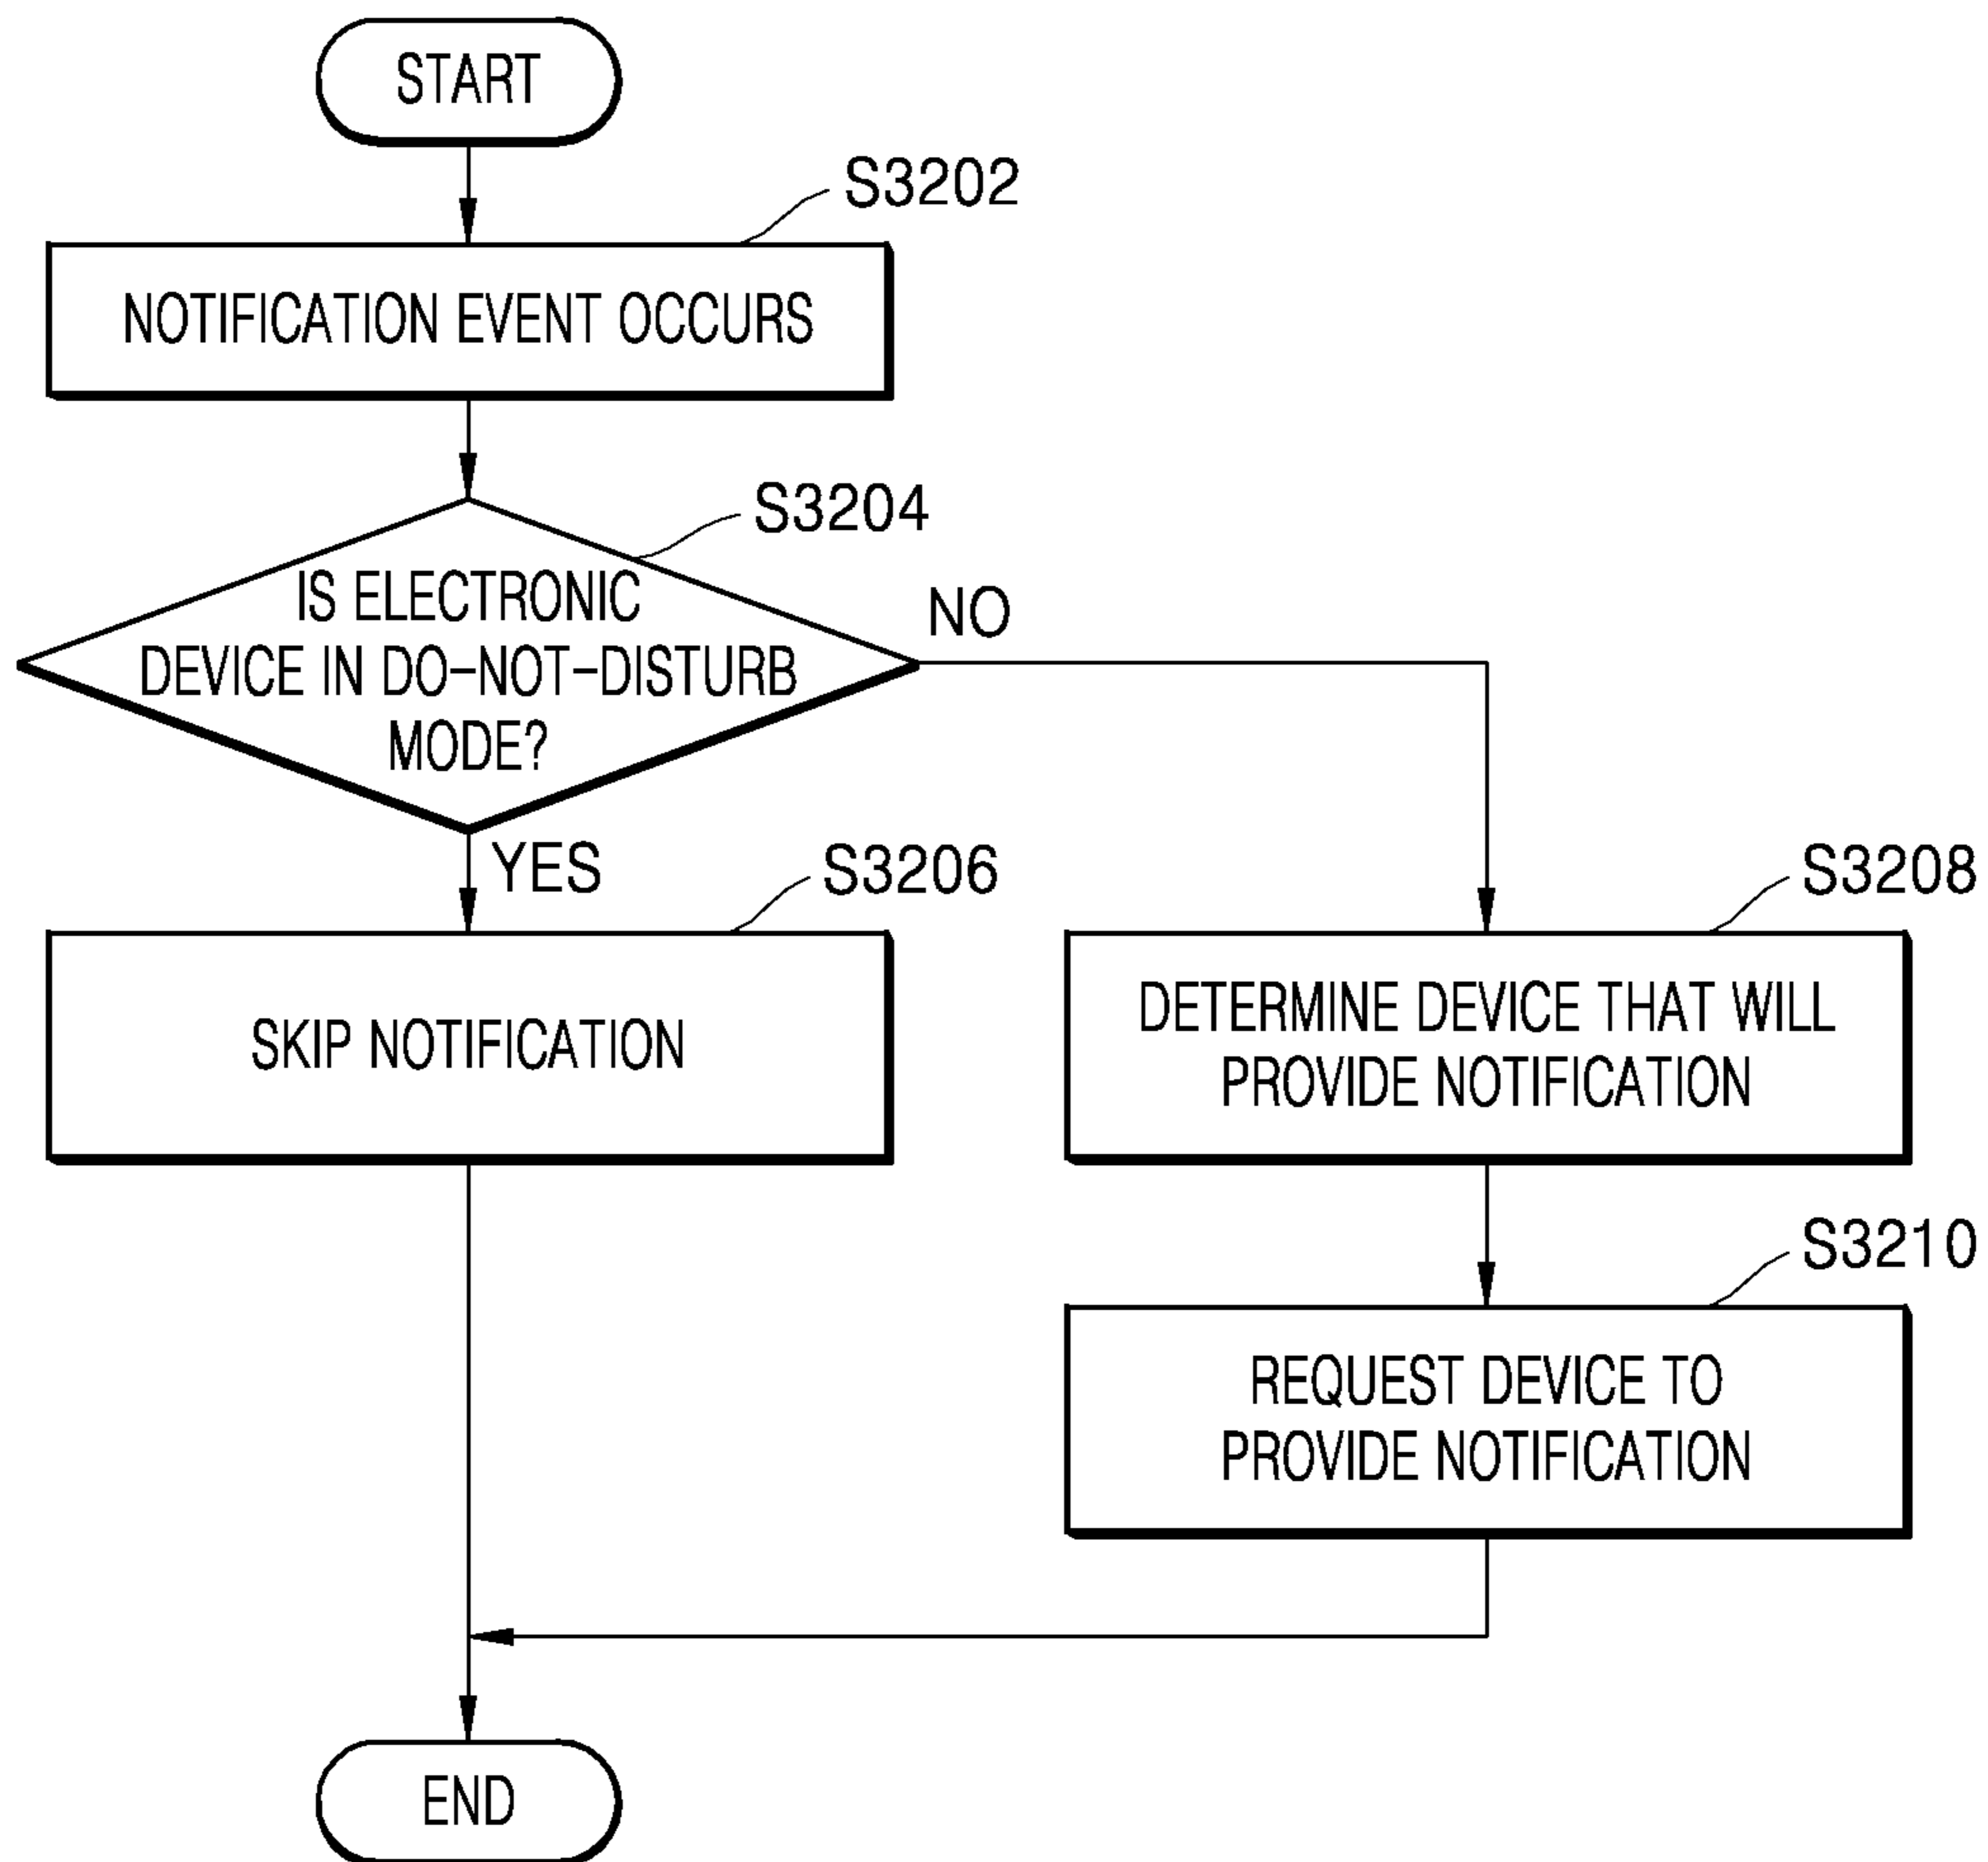 START
S3202
NOTIFICATION EVENT OCCURS
S3204
IS ELECTRONIC
DEVICE IN DO-NOT-DISTURB
MODE?
NO
YES
S3206
SKIP NOTIFICATION
S3208
DETERMINE DEVICE THAT WILL
PROVIDE NOTIFICATION
S3210
REQUEST DEVICE TO
PROVIDE NOTIFICATION
END